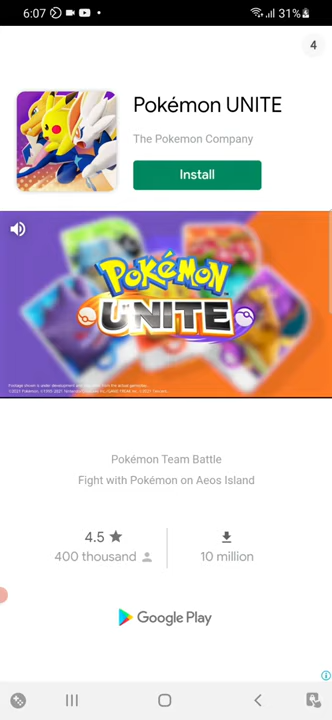 6:07
31%
4
Pokémon UNITE
The Pokemon Company
Install
Pokémon
UNITE
Pokémon Team Battle
Fight with Pokémon on Aeos Island
4.5
400 thousand
10 million
Google Play